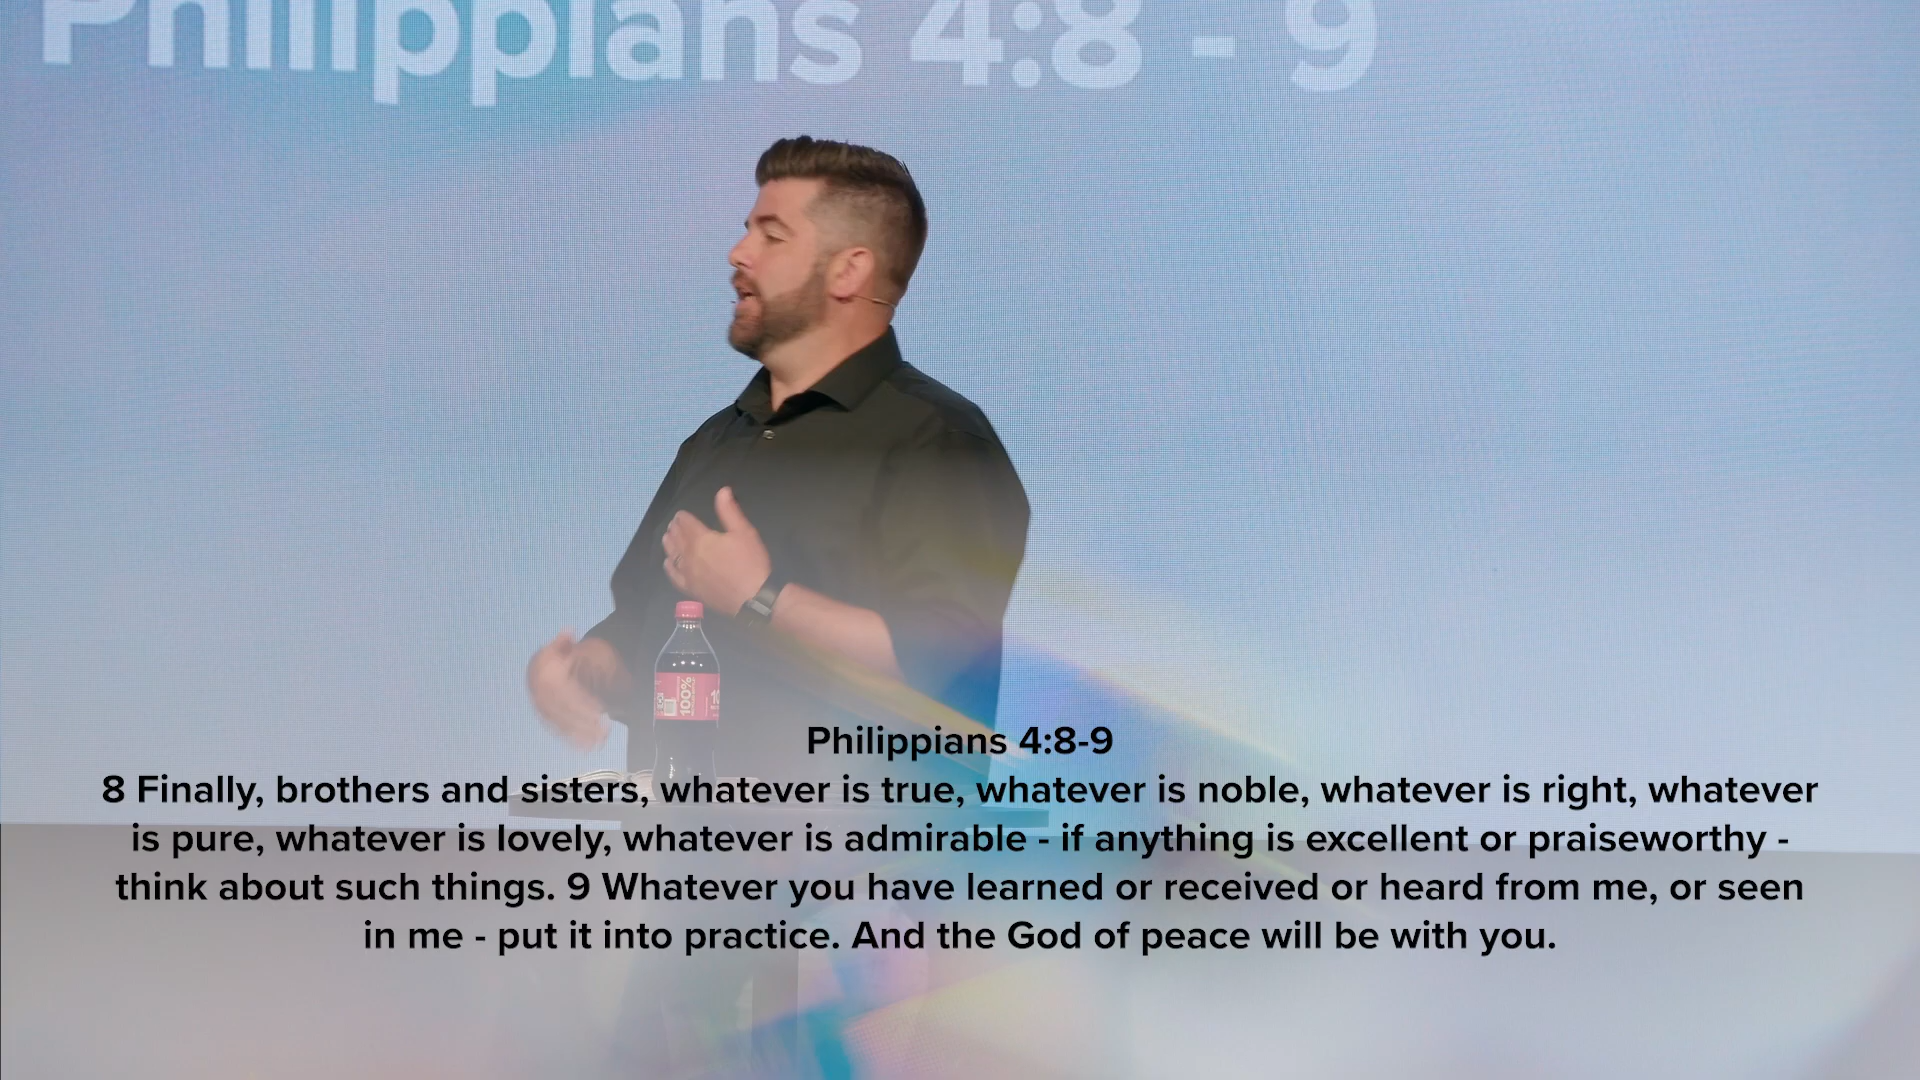 Philippians 4:8 - 9
100%
Philippians 4:8-9
8 Finally, brothers and sisters, whatever is true, whatever is noble, whatever is right, whatever
is pure, whatever is lovely, whatever is admirable - if anything is excellent or praiseworthy -
think about such things. 9 Whatever you have learned or received or heard from me, or seen
in me - put it into practice. And the God of peace will be with you.